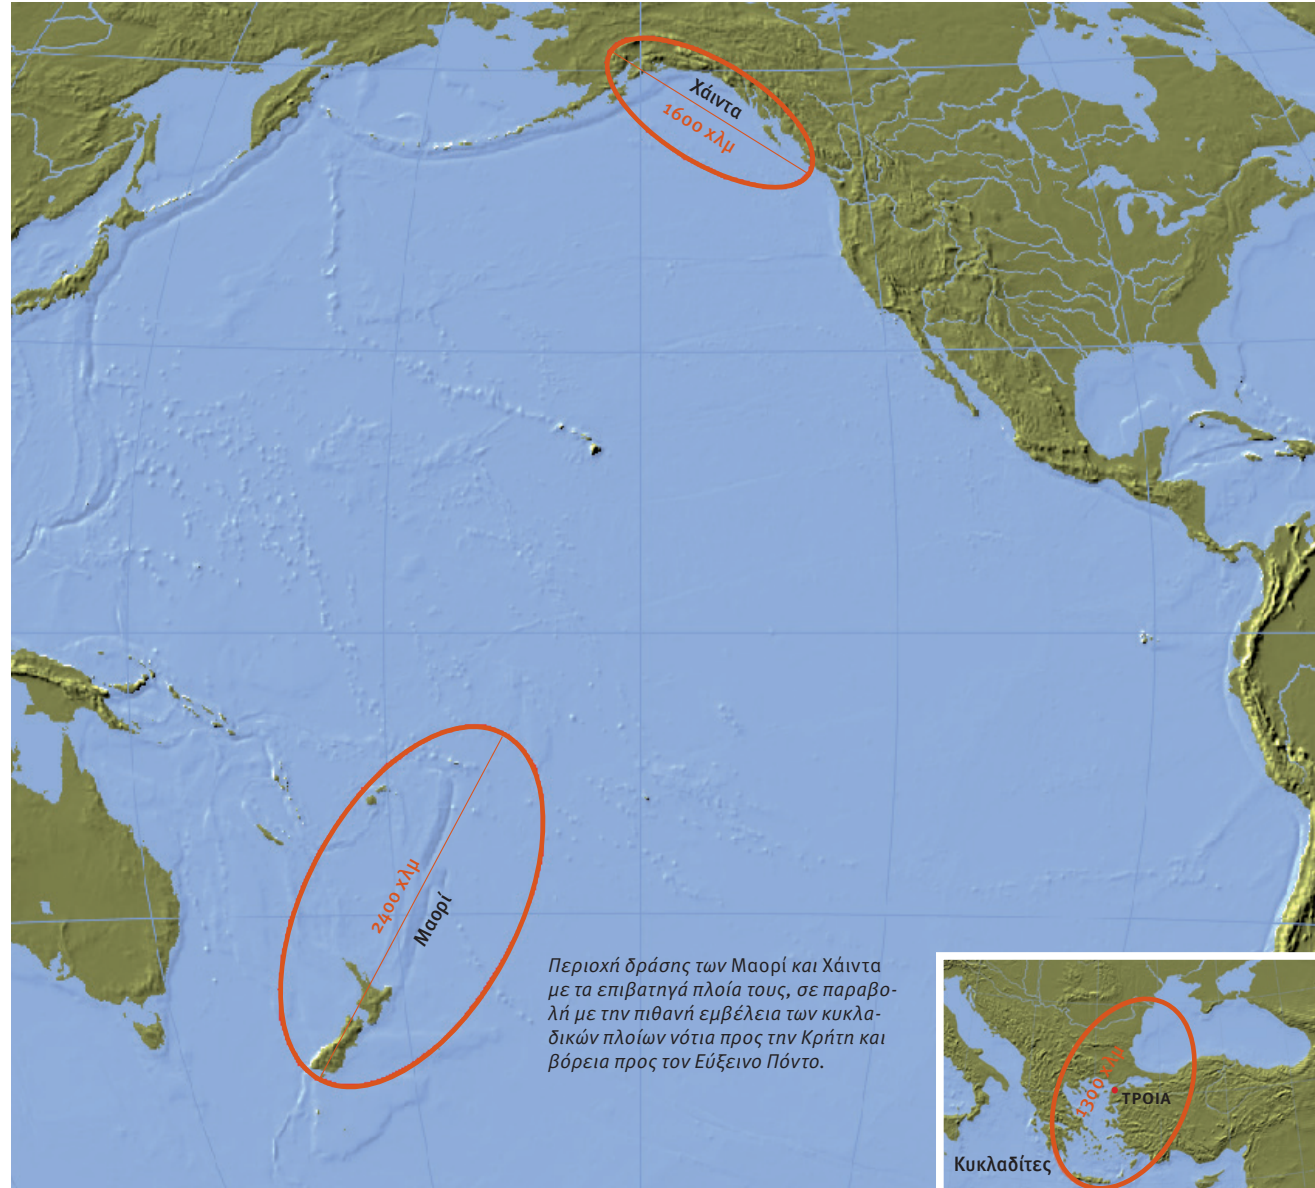 Χάιντα
1600 χλμ
2400 χλμ
Μαορί
Περιοχή δράσης των Μαορί και Χάιντα
με τα επιβατηγά πλοία τους, σε παραβο-
λή με την πιθανή εμβέλεια των κυκλα-
δικών πλοίων νότια προς την Κρήτη και
βόρεια προς τον Εύξεινο Πόντο.
1300 χλμ
ΤΡΟΙΑ
Κυκλαδίτες